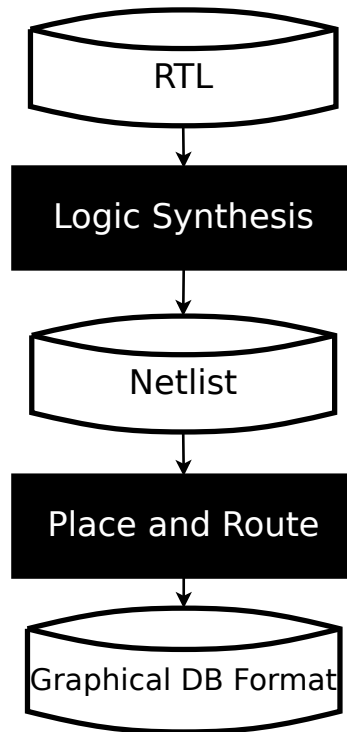 RTL
Logic Synthesis
Netlist
Place and Route
Graphical DB Format